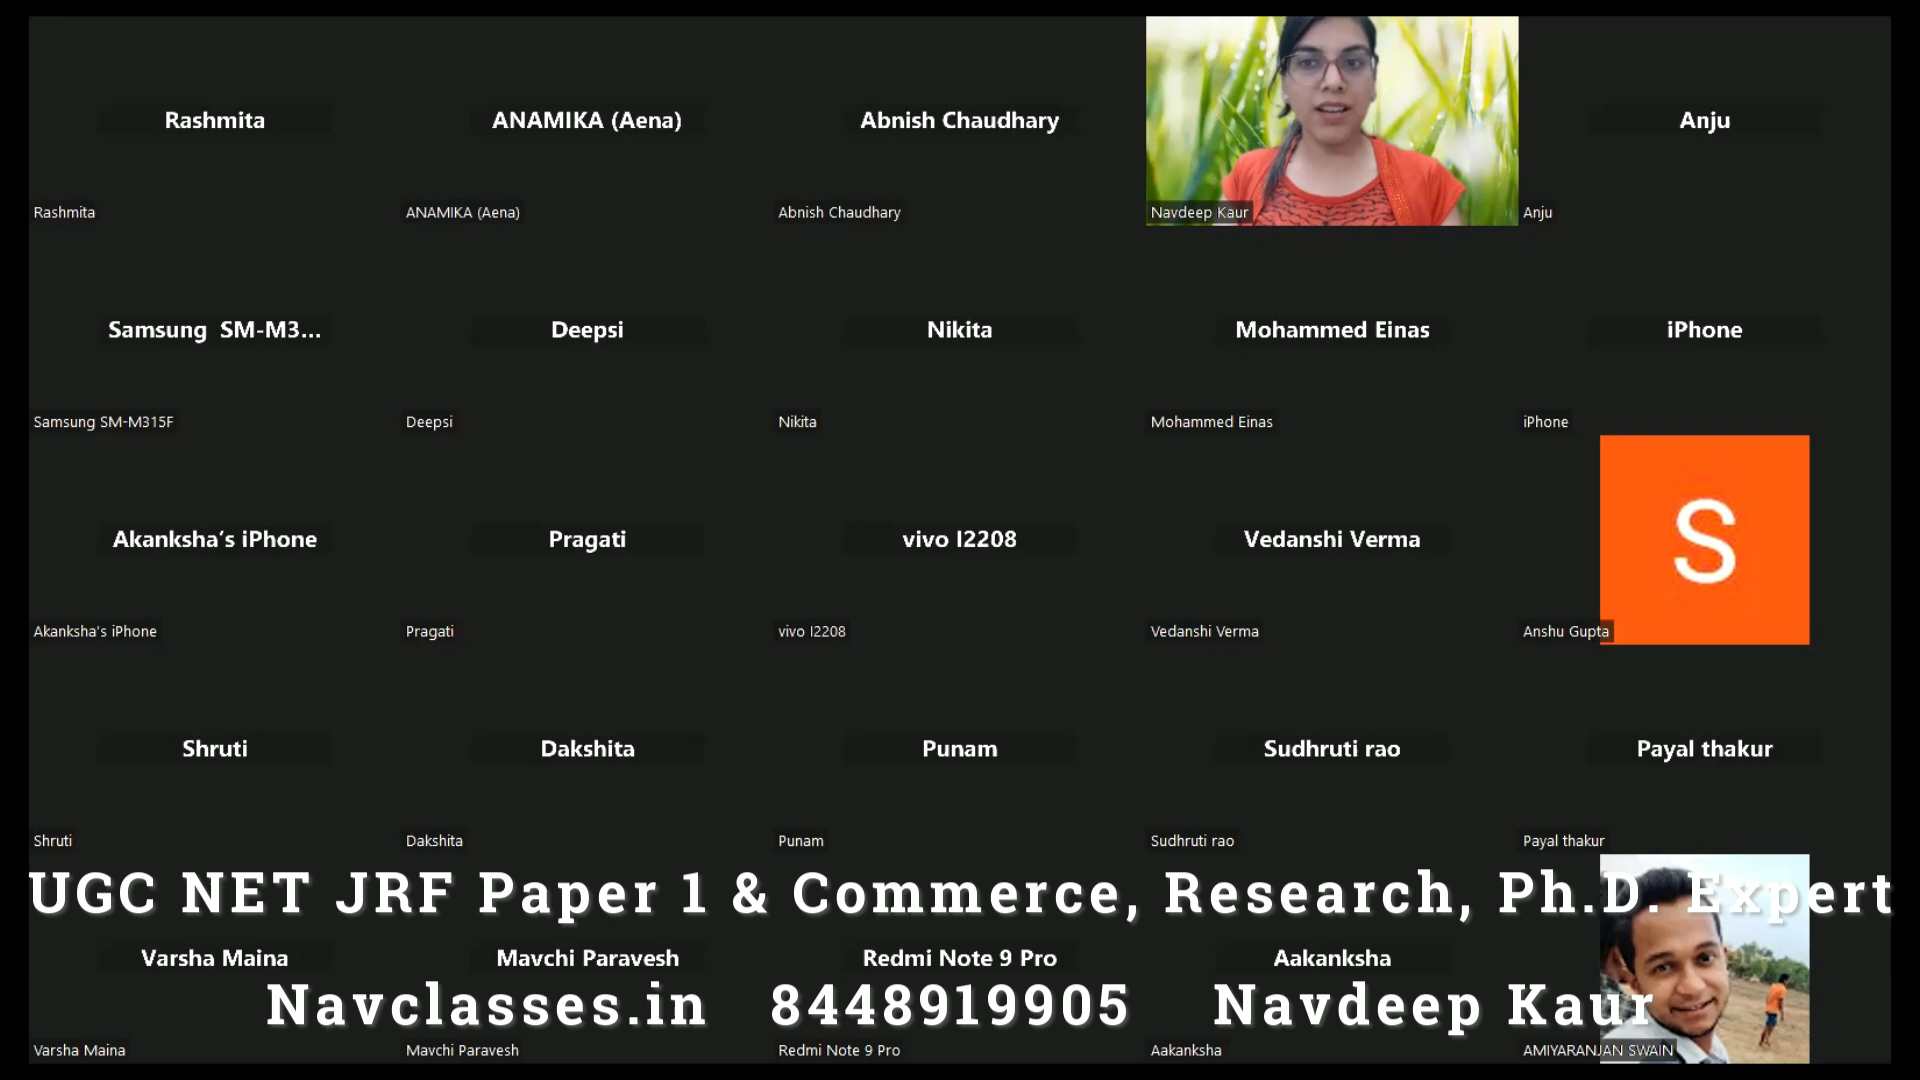 Rashmita
ANAMIKA (Aena)
Abnish Chaudhary
Anju
Rashmita
ANAMIKA (Aena)
Abnish Chaudhary
Navdeep Kaur
Anju
Samsung SM-M3...
Deepsi
Nikita
Mohammed Einas
iPhone
Samsung SM-M315F
Deepsi
Nikita
Mohammed Einas
iPhone
Akanksha's iPhone
Pragati
vivo I2208
Vedanshi Verma
S
Akanksha's iPhone
Pragati
vivo I2208
Vedanshi Verma
Anshu Gupta
Shruti
Dakshita
Punam
Sudhruti rao
Payal thakur
Shruti
Dakshita
Punam
Sudhruti rao
Payal thakur
UGC NET JRF Paper 1 & Commerce, Research, Ph.D. Expert
Varsha Maina
Mavchi Paravesh
Redmi Note 9 Pro
Aakanksha
Navclasses.in 8448919905 Navdeep Kaur
Varsha Maina
Mavchi Paravesh
Redmi Note 9 Pro
Aakanksha
AMIYARANJAN SWAIN